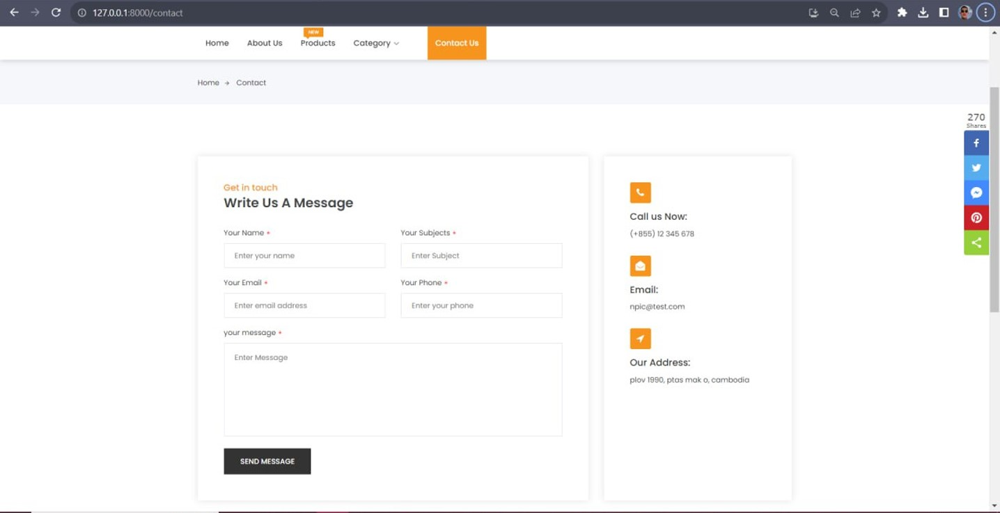 127.0.0.1:8000/contact
NEW
Home About Us Products Category Contact Us
Home → Contact
270
Shares
Get in touch
Write Us A Message
Your Name * Your Subjects *
Enter your name Enter Subject
Your Email * Your Phone *
Enter email address Enter your phone
your message *
Enter Message
SEND MESSAGE
Call us Now:
(+855) 12 345 678
Email:
npic@test.com
Our Address:
plov 1990, ptas mak o, cambodia